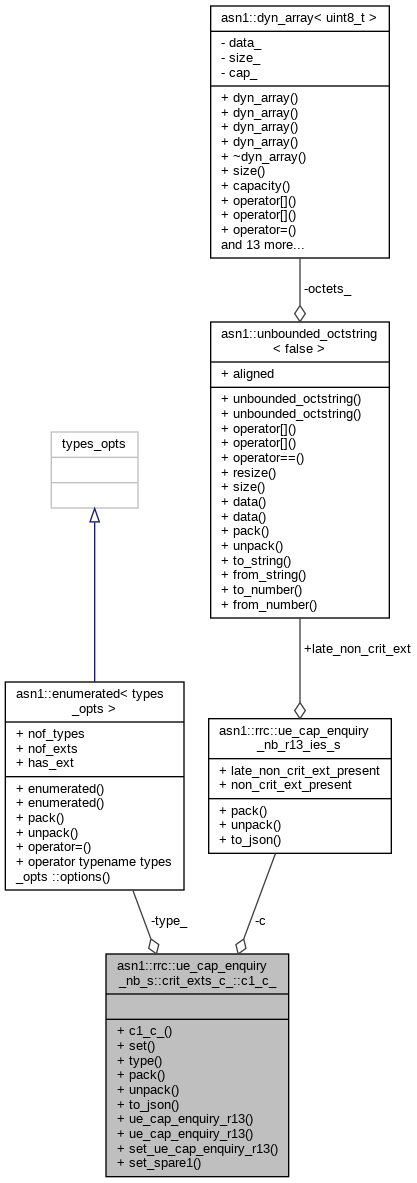 asn1::dyn_array< uint8_t >
- data_
- size_
- cap_
+ dyn_array()
+ dyn_array()
+ dyn_array()
+ dyn_array()
+ ~dyn_array()
+ size()
+ capacity()
+ operator[]()
+ operator[]()
+ operator=()
and 13 more...
-octets_
asn1::unbounded_octstring
< false >
+ aligned
+ unbounded_octstring()
+ unbounded_octstring()
+ operator[]()
+ operator[]()
+ operator==()
+ resize()
+ size()
+ data()
+ data()
+ pack()
+ unpack()
+ to_string()
+ from_string()
+ to_number()
+ from_number()
types_opts
+late_non_crit_ext
asn1::enumerated< types
_opts >
+ nof_types
+ nof_exts
+ has_ext
+ enumerated()
+ enumerated()
+ pack()
+ unpack()
+ operator=()
+ operator typename types
_opts ::options()
asn1::rrc::ue_cap_enquiry
_nb_r13_ies_s
+ late_non_crit_ext_present
+ non_crit_ext_present
+ pack()
+ unpack()
+ to_json()
-type_
-c
asn1::rrc::ue_cap_enquiry
_nb_s::crit_exts_c_::c1_c_
+ c1_c_()
+ set()
+ type()
+ pack()
+ unpack()
+ to_json()
+ ue_cap_enquiry_r13()
+ ue_cap_enquiry_r13()
+ set_ue_cap_enquiry_r13()
+ set_spare1()